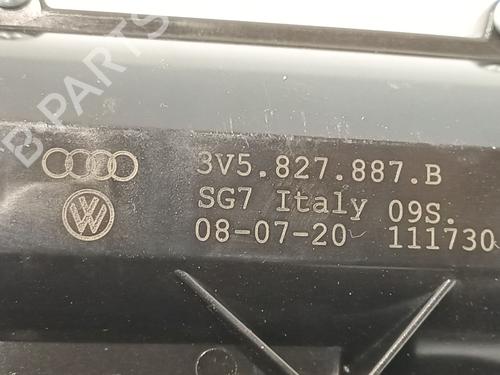 3V5.827.887.B
SG7 Italy 09S.
08-07-20 111730
B-PARTS